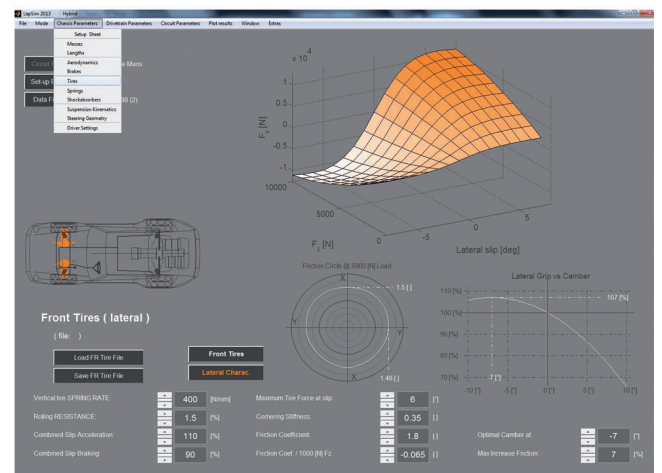 LapSim 2013 Hybrid
File Mode Chassis Parameters Drivetrain Parameters Circuit Parameters Plot results Window Extras
Setup Sheet
Masses
Lengths
Aerodynamics
Brakes
Tires
Springs
Shockabsorbers
Suspension Kinematics
Steering Geometry
Driver Settings
Circuit
Mans
Set-up
Data
(2)
x 10 4
1
0.5
0
-0.5
-1
Fy [N]
10000
5000
0
Fz [N]
-5
0
5
Lateral slip [deg]
Friction Circle @ 5000 [N] Load
X
1.5 [ ]
Y
Y
X
1.48 [ ]
Lateral Grip vs Camber
110 [%]
107 [%]
100 [%]
90 [%]
80 [%]
70 [%]
-7 [°]
-10 [°] -5 [°] 0 [°] 5 [°] 10 [°]
Front Tires ( lateral )
( file: )
Load FR Tire File
Save FR Tire File
Front Tires
Lateral Charac.
Vertical tire SPRING RATE: 400 [N/mm]
Rolling RESISTANCE: 1.5 [%]
Combined Slip Acceleration: 110 [%]
Combined Slip Braking: 90 [%]
Maximum Tire Force at slip: 6 [°]
Cornering Stiffness: 0.35 [ ]
Friction Coefficient: 1.8 [ ]
Friction Coef. / 1000 [N] Fz: -0.065 [ ]
Optimal Camber at: -7 [°]
Max Increase Friction: 7 [%]